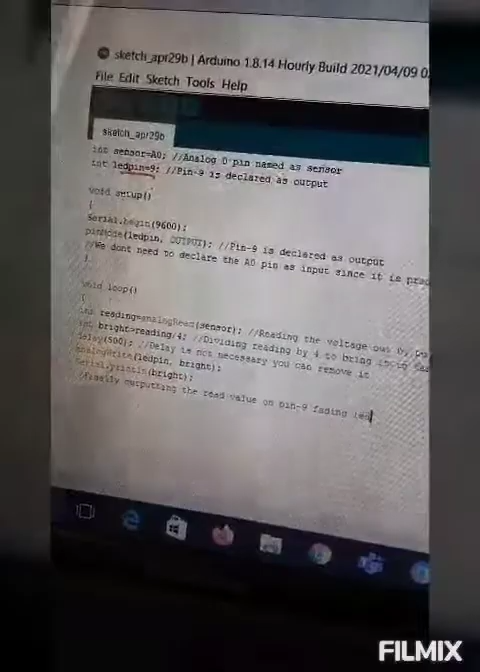 sketch_apr29b | Arduino 1.8.14 Hourly Build 2021/04/09 0
File Edit Sketch Tools Help
sketch_apr29b
int sensor=A0; //Analog 0 pin named as sensor
int ledpin=9; //Pin-9 is declared as output
void setup()
{
Serial.begin(9600);
pinMode(ledpin, OUTPUT); //Pin-9 is declared as output
//We dont need to declare the A0 pin as input since it is
}
void loop()
{
int reading=analogRead(sensor); //Reading the voltage out by
int bright=reading/4; //Dividing reading by 4 to bring it in
delay(500); //Delay is not necessary you can remove it
analogWrite(ledpin, bright);
Serial.println(bright);
//finally outputting the read value on pin-9 fading led
FILMIX